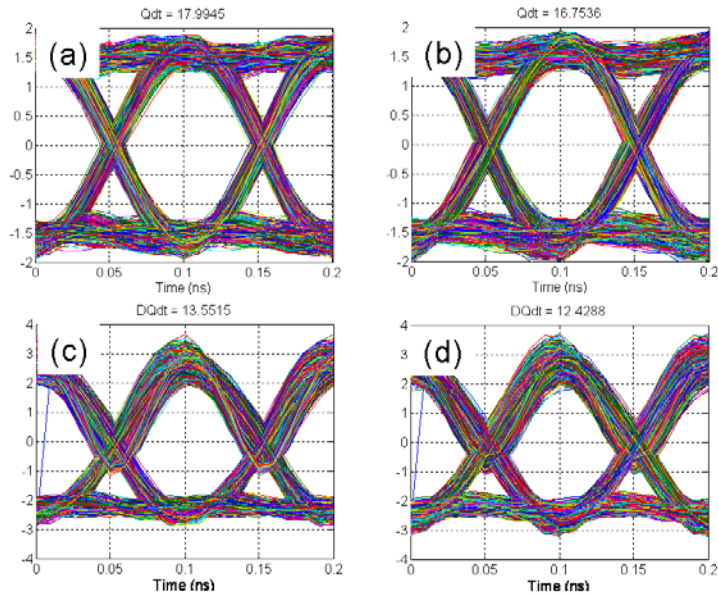 Qdt = 17.9945
(a)
2
1.5
1
0.5
0
-0.5
-1
-1.5
-2
0 0.05 0.1 0.15 0.2
Time (ns)
Qdt = 16.7536
(b)
2
1.5
1
0.5
0
-0.5
-1
-1.5
-2
0 0.05 0.1 0.15 0.2
Time (ns)
DQdt = 13.5515
(c)
4
3
2
1
0
-1
-2
-3
-4
0 0.05 0.1 0.15 0.2
Time (ns)
DQdt = 12.4288
(d)
4
3
2
1
0
-1
-2
-3
-4
0 0.05 0.1 0.15 0.2
Time (ns)